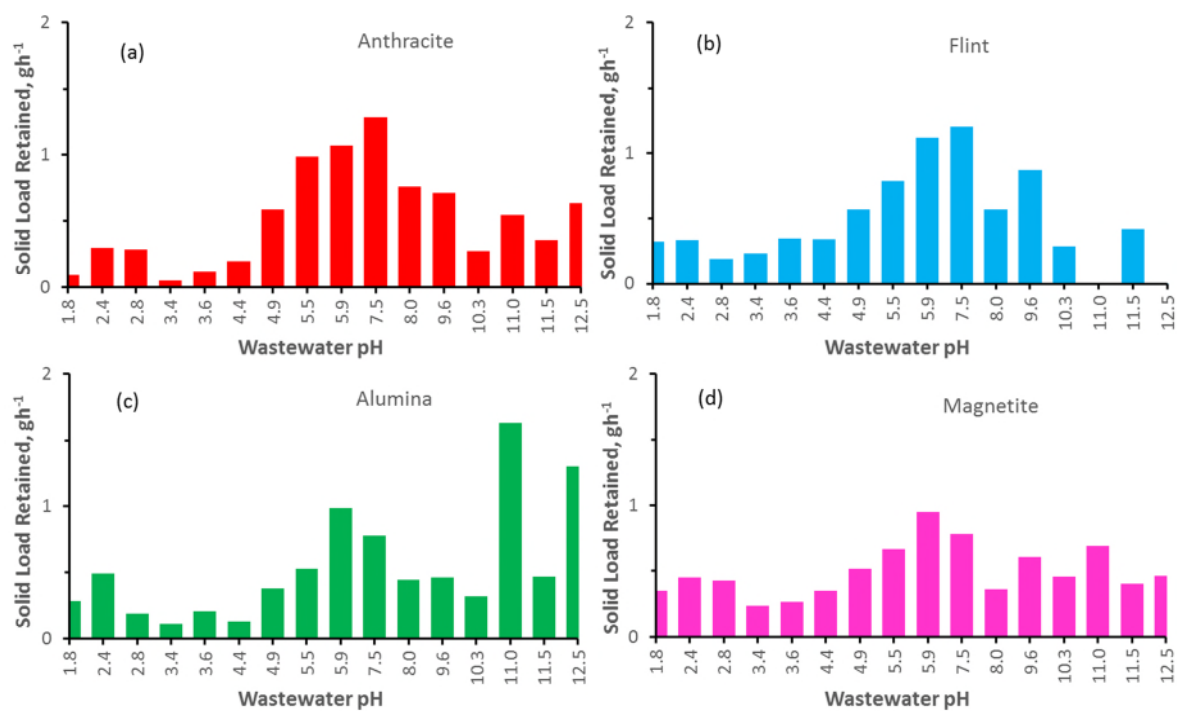 (a) Anthracite
Solid Load Retained, gh-1
2
1
0
1.8 2.4 2.8 3.4 3.6 4.4 4.9 5.5 5.9 7.5 8.0 9.6 10.3 11.0 11.5 12.5
Wastewater pH
(b) Flint
Solid Load Retained, gh-1
2
1
0
1.8 2.4 2.8 3.4 3.6 4.4 4.9 5.5 5.9 7.5 8.0 9.6 10.3 11.0 11.5 12.5
Wastewater pH
(c) Alumina
Solid Load Retained, gh-1
2
1
0
1.8 2.4 2.8 3.4 3.6 4.4 4.9 5.5 5.9 7.5 8.0 9.6 10.3 11.0 11.5 12.5
Wastewater pH
(d) Magnetite
Solid Load Retained, gh-1
2
1
0
1.8 2.4 2.8 3.4 3.6 4.4 4.9 5.5 5.9 7.5 8.0 9.6 10.3 11.0 11.5 12.5
Wastewater pH